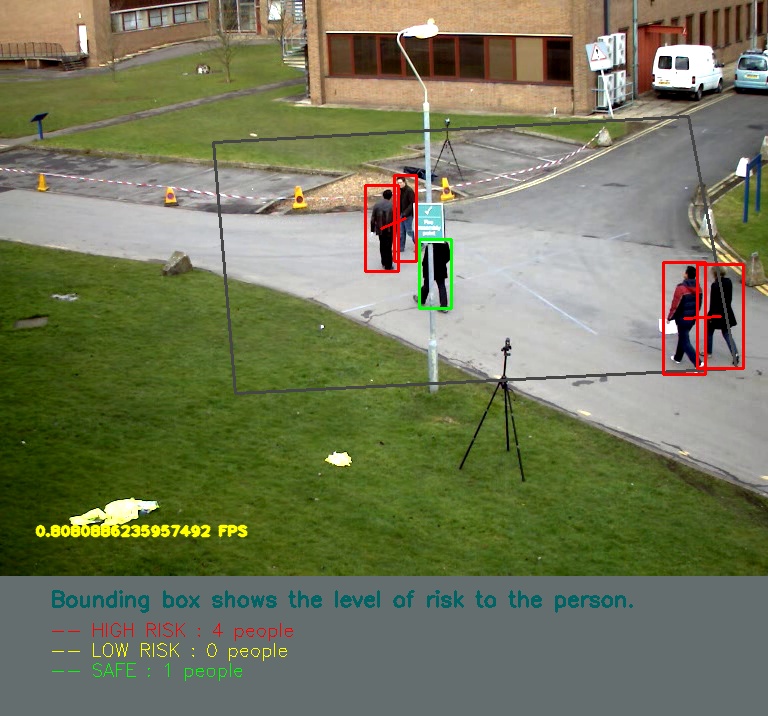 point
0.8080886235957492 FPS
Bounding box shows the level of risk to the person.
-- HIGH RISK : 4 people
-- LOW RISK : 0 people
-- SAFE : 1 people